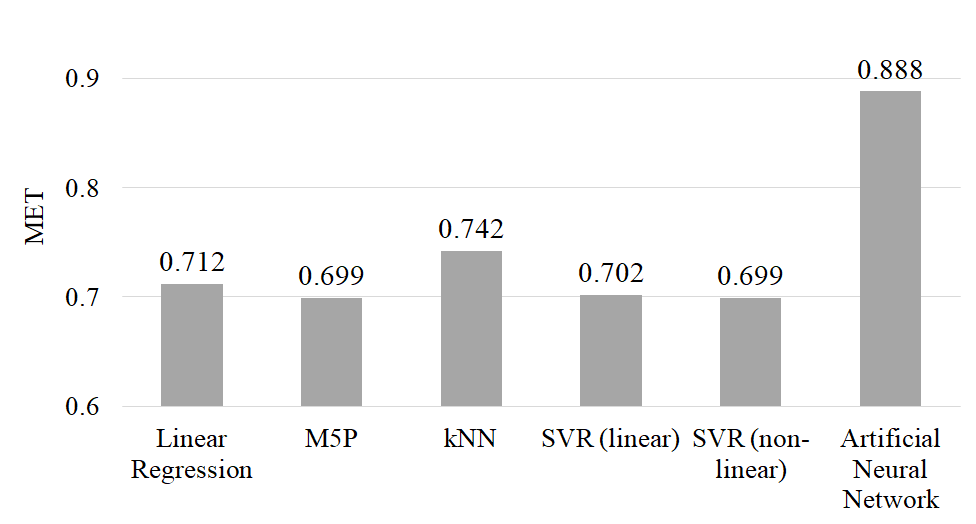 0.9
0.8
0.7
0.6
MET
0.712
0.699
0.742
0.702
0.699
0.888
Linear
Regression
M5P
kNN
SVR (linear)
SVR (non-
linear)
Artificial
Neural
Network